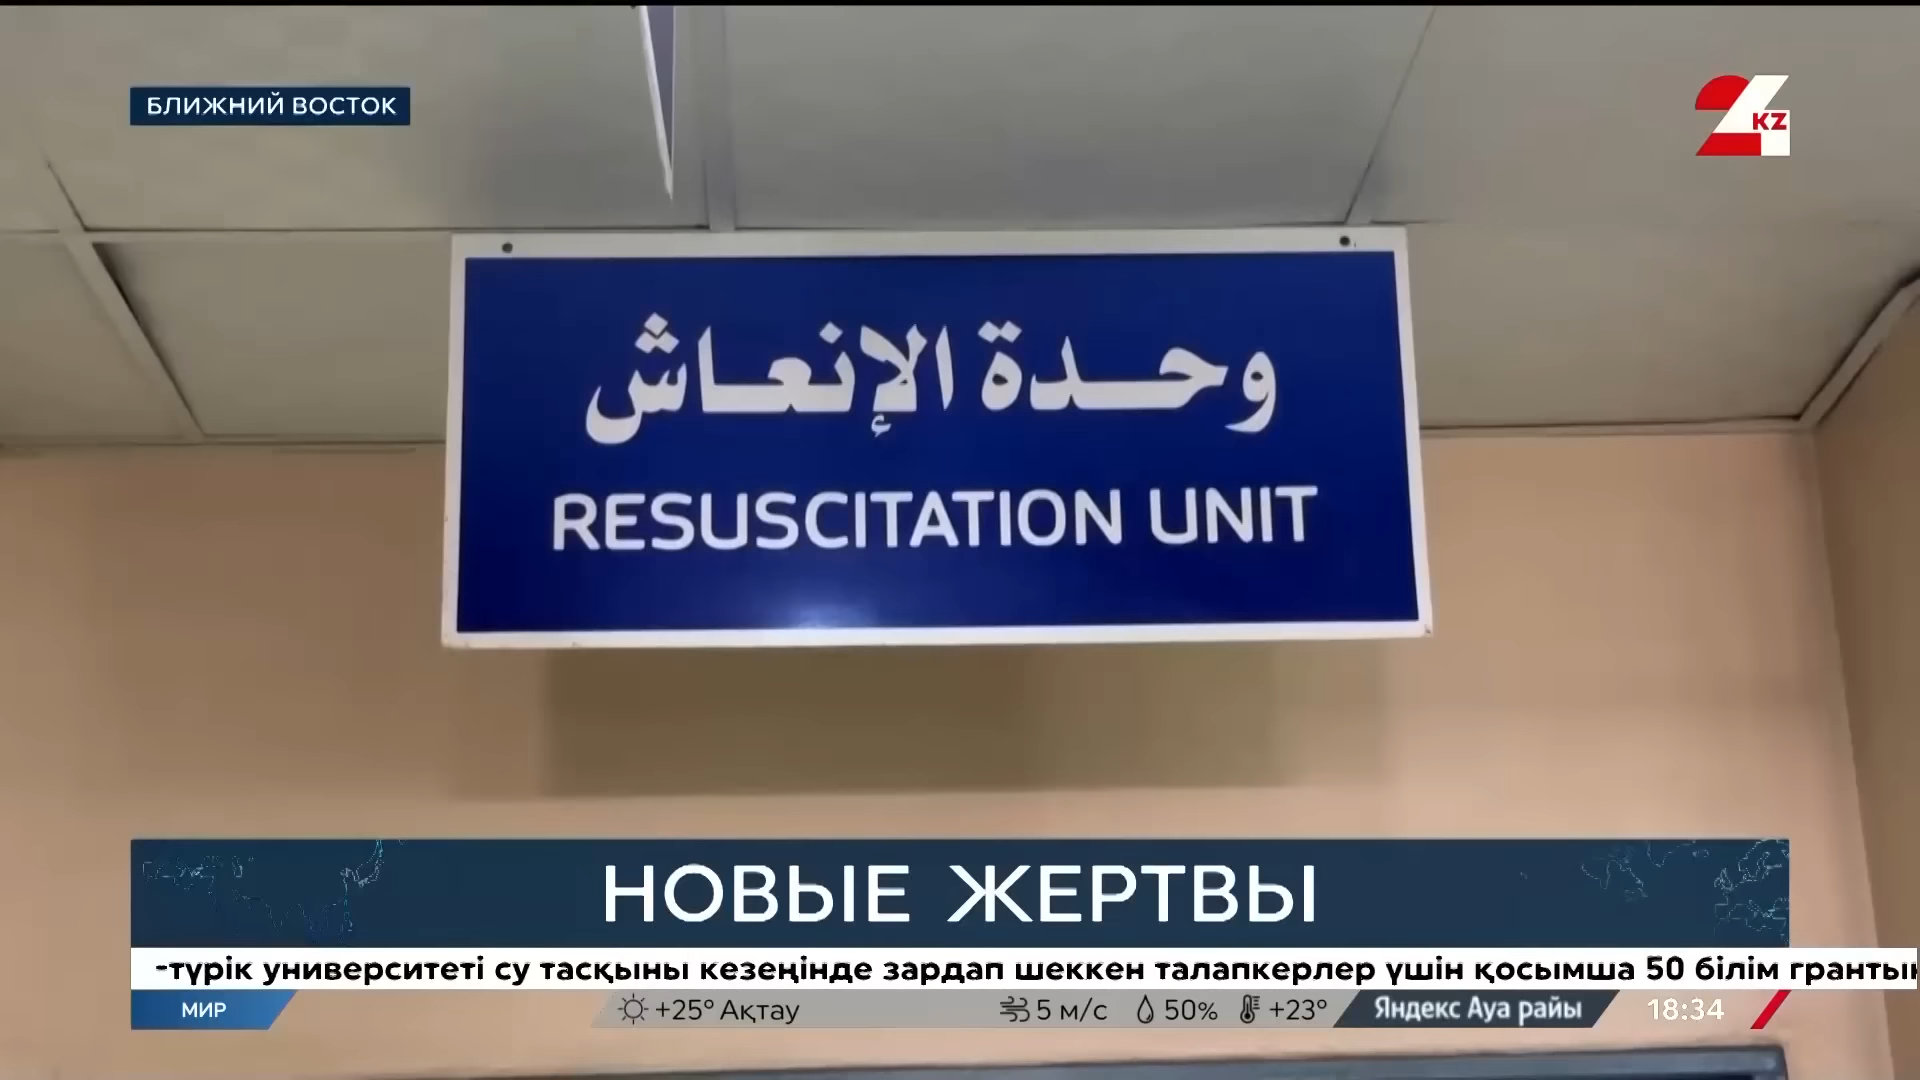 БЛИЖНИЙ ВОСТОК
24 KZ
وحدة الإنعاش
RESUSCITATION UNIT
НОВЫЕ ЖЕРТВЫ
-түрік университеті су тасқыны кезеңінде зардап шеккен талапкерлер үшін қосымша 50 білім
МИР
+25° Ақтау 5 м/с 50% +23° Яндекс Ауа райы 18:34